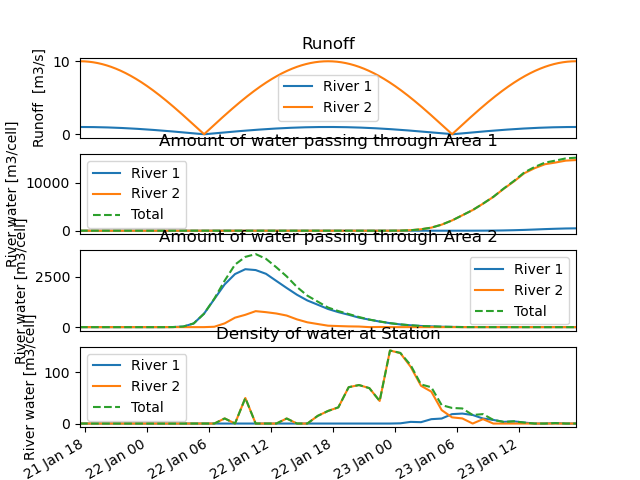 Runoff
Runoff [m3/s]
10
0
River 1
River 2
Amount of water passing through Area 1
River water [m3/cell]
10000
0
River 1
River 2
Total
Amount of water passing through Area 2
River water [m3/cell]
2500
0
River 1
River 2
Total
Density of water at Station
River water [m3/cell]
100
0
River 1
River 2
Total
21 Jan 18
22 Jan 00
22 Jan 06
22 Jan 12
22 Jan 18
23 Jan 00
23 Jan 06
23 Jan 12